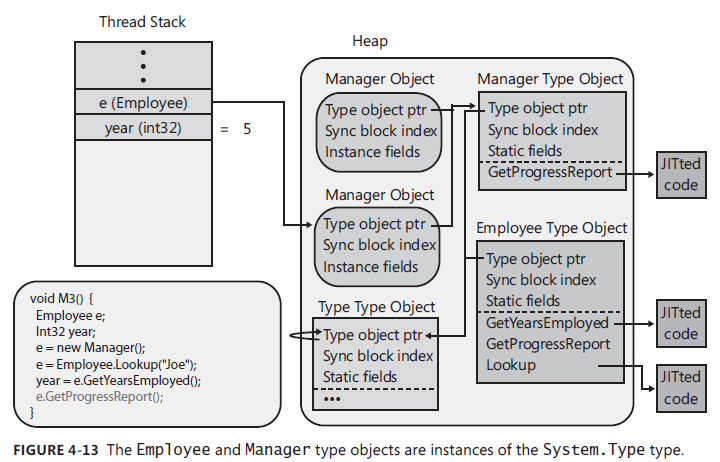 Thread Stack
Heap
e (Employee)
year (int32)
= 5
Manager Object
Type object ptr
Sync block index
Instance fields
Manager Object
Type object ptr
Sync block index
Instance fields
Type Type Object
Type object ptr
Sync block index
Static fields
•••
Manager Type Object
Type object ptr
Sync block index
Static fields
GetProgressReport
JITted
code
Employee Type Object
Type object ptr
Sync block index
Static fields
GetYearsEmployed
GetProgressReport
Lookup
JITted
code
JITted
code
void M3() {
Employee e;
Int32 year;
e = new Manager();
e = Employee.Lookup("Joe");
year = e.GetYearsEmployed();
e.GetProgressReport();
}
FIGURE 4-13 The Employee and Manager type objects are instances of the System.Type type.